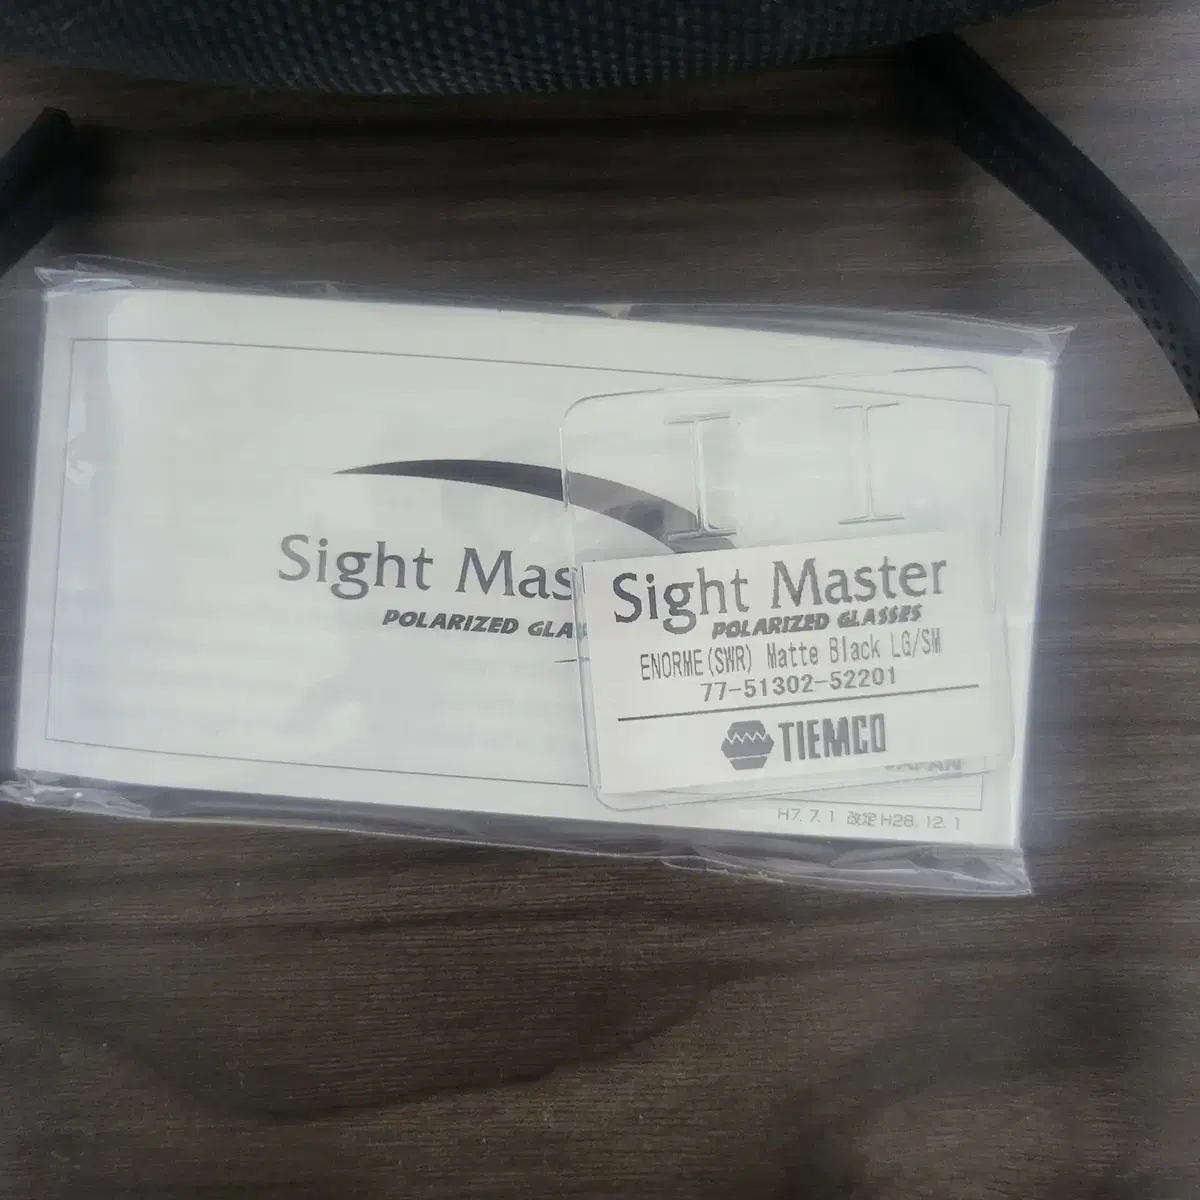 Sight Mas
POLARIZED GLA
Sight Master
POLARIZED GLASSES
ENORME(SWR) Matte Black LG/SM
77-51302-52201
TIEMCO
JAPAN
H7. 7. 1 改定 H28. 12. 1